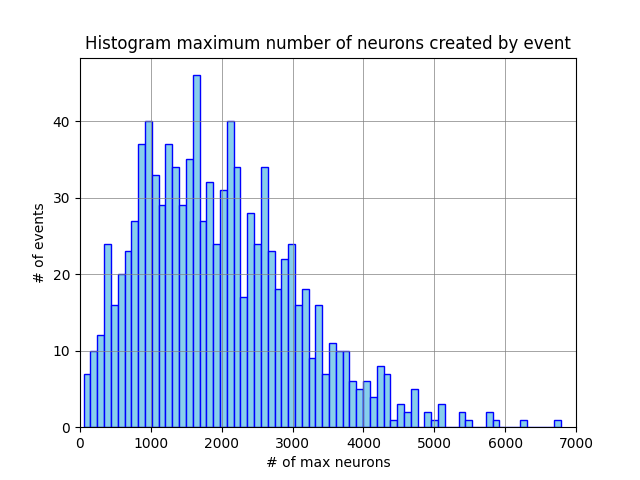 Histogram maximum number of neurons created by event
# of events
40
30
20
10
0
0 1000 2000 3000 4000 5000 6000 7000
# of max neurons